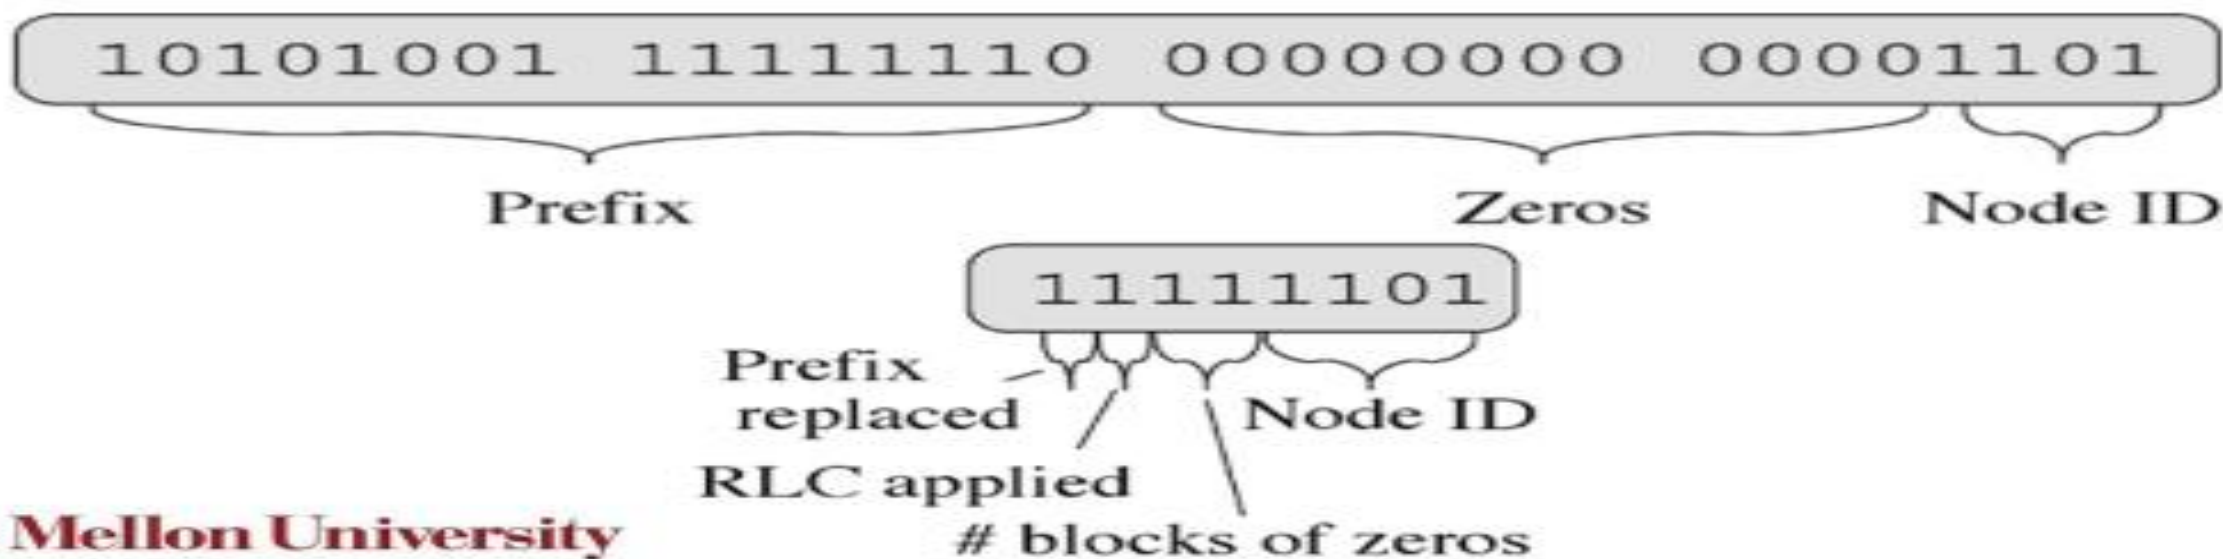 10101001 11111110 00000000 00001101
Prefix Zeros Node ID
11111101
Prefix
replaced Node ID
RLC applied
# blocks of zeros
Mellon University